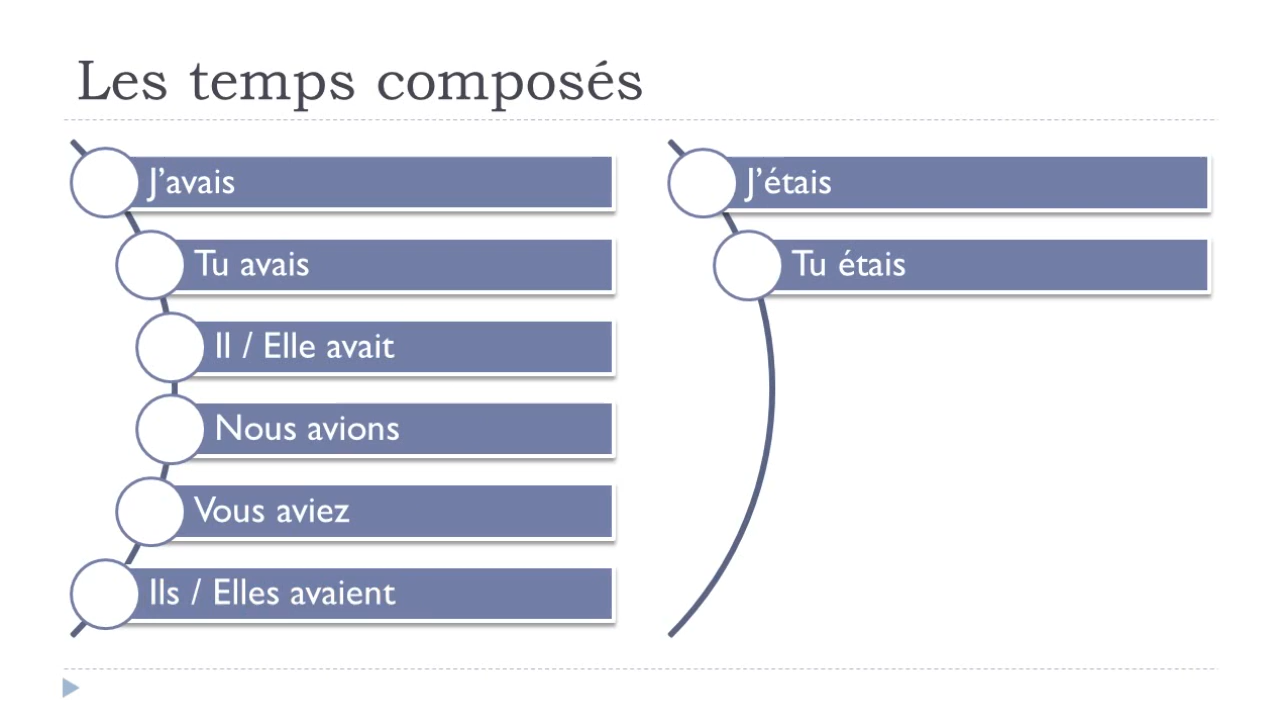 Les temps composés
J’avais
Tu avais
Il / Elle avait
Nous avions
Vous aviez
Ils / Elles avaient
J’étais
Tu étais